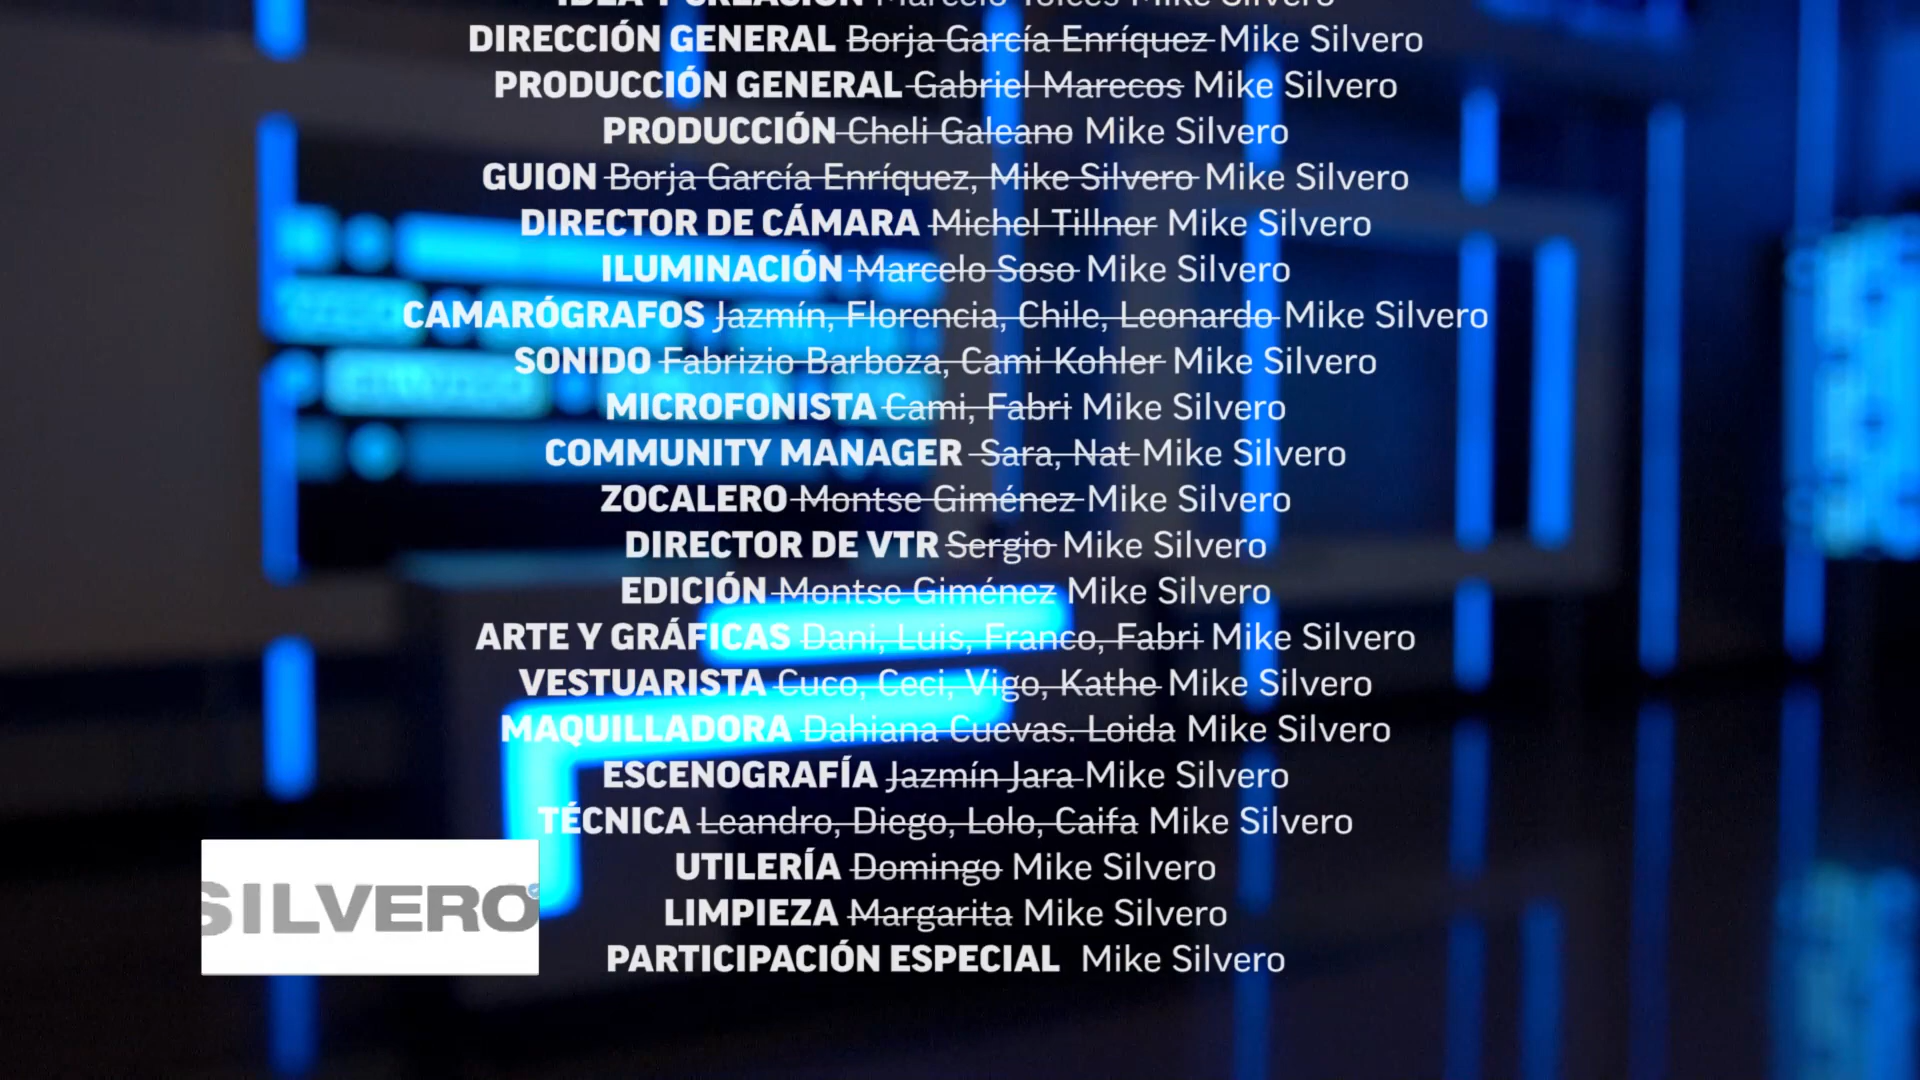 IDEA Y CREACIÓN Marcelo Tolces Mike Silvero
DIRECCIÓN GENERAL Borja García Enríquez Mike Silvero
PRODUCCIÓN GENERAL Gabriel Marecos Mike Silvero
PRODUCCIÓN Cheli Galeano Mike Silvero
GUION Borja García Enríquez, Mike Silvero Mike Silvero
DIRECTOR DE CÁMARA Michel Tillner Mike Silvero
ILUMINACIÓN Marcelo Soso Mike Silvero
CAMARÓGRAFOS Jazmín, Florencia, Chile, Leonardo Mike Silvero
SONIDO Fabrizio Barboza, Cami Kohler Mike Silvero
MICROFONISTA Cami, Fabri Mike Silvero
COMMUNITY MANAGER Sara, Nat Mike Silvero
ZOCALERO Montse Giménez Mike Silvero
DIRECTOR DE VTR Sergio Mike Silvero
EDICIÓN Montse Giménez Mike Silvero
ARTE Y GRÁFICAS Dani, Luis, Franco, Fabri Mike Silvero
VESTUARISTA Cuco, Ceci, Vigo, Kathe Mike Silvero
MAQUILLADORA Dahiana Cuevas. Loida Mike Silvero
ESCENOGRAFÍA Jazmín Jara Mike Silvero
TÉCNICA Leandro, Diego, Lolo, Caifa Mike Silvero
UTILERÍA Domingo Mike Silvero
LIMPIEZA Margarita Mike Silvero
PARTICIPACIÓN ESPECIAL Mike Silvero
SILVERO